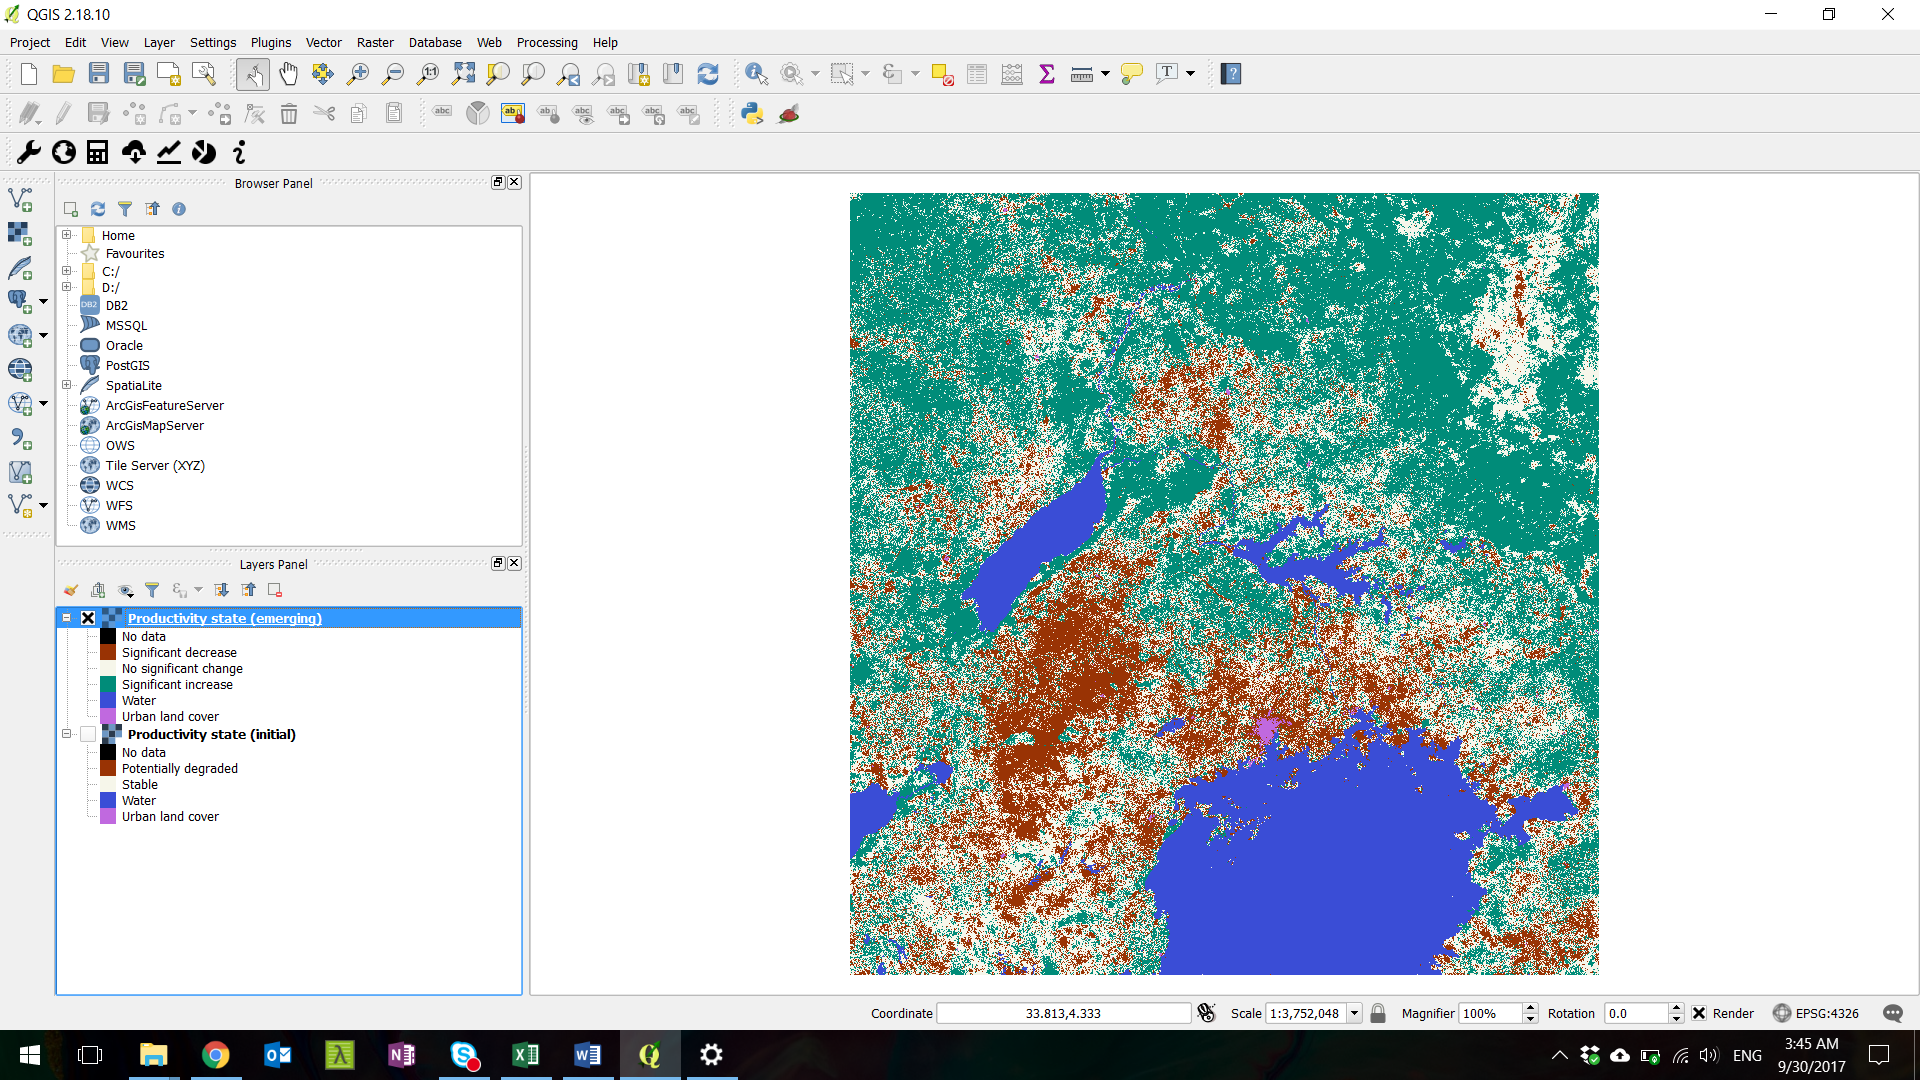 QGIS 2.18.10
Project Edit View Layer Settings Plugins Vector Raster Database Web Processing Help
Browser Panel
Home
Favourites
C:/
D:/
DB2 DB2
MSSQL
Oracle
PostGIS
SpatiaLite
ArcGisFeatureServer
ArcGisMapServer
OWS
Tile Server (XYZ)
WCS
WFS
WMS
Layers Panel
Productivity state (emerging)
No data
Significant decrease
No significant change
Significant increase
Water
Urban land cover
Productivity state (initial)
No data
Potentially degraded
Stable
Water
Urban land cover
Coordinate 33.813,4.333 Scale 1:3,752,048 Magnifier 100% Rotation 0.0 Render EPSG:4326
ENG
3:45 AM
9/30/2017